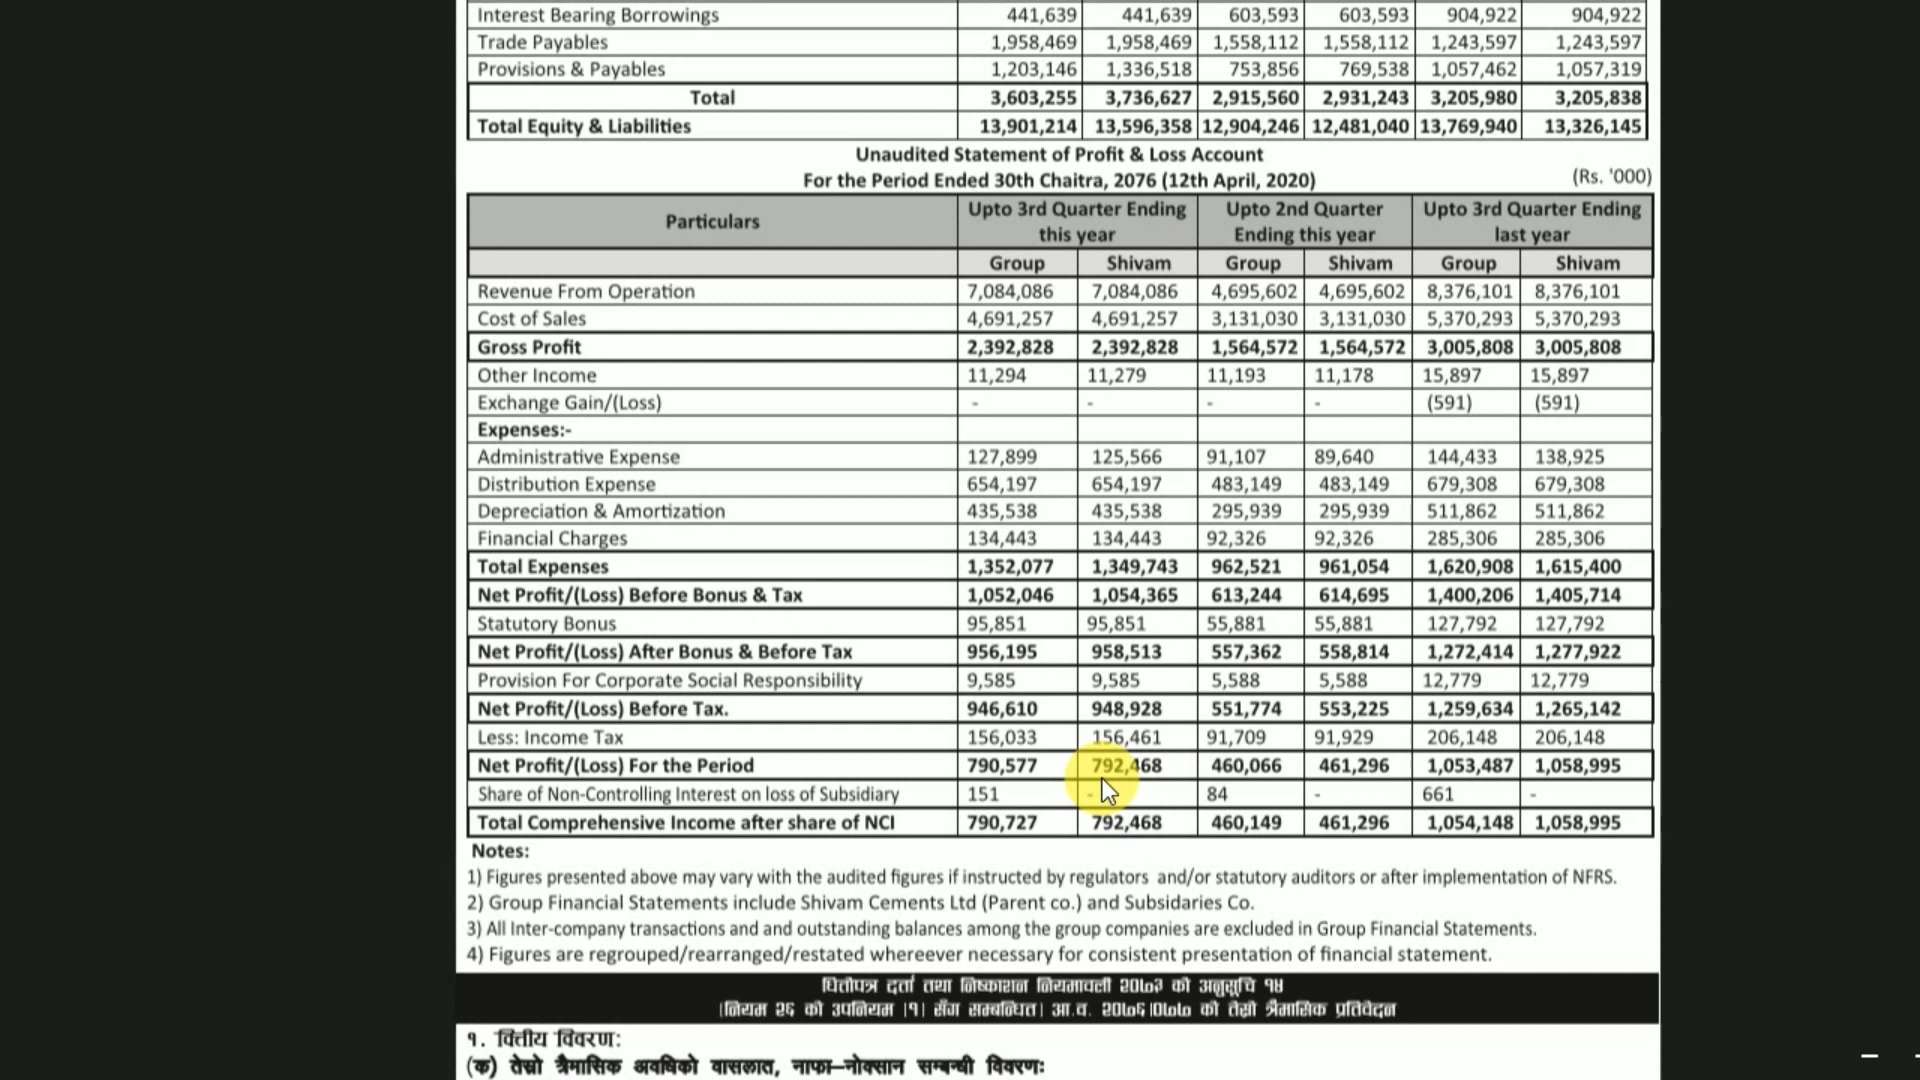 Interest Bearing Borrowings 441,639 441,639 603,593 603,593 904,922 904,922
Trade Payables 1,958,469 1,958,469 1,558,112 1,558,112 1,243,597 1,243,597
Provisions & Payables 1,203,146 1,336,518 753,856 769,538 1,057,462 1,057,319
Total 3,603,255 3,736,627 2,915,560 2,931,243 3,205,980 3,205,838
Total Equity & Liabilities 13,901,214 13,596,358 12,904,246 12,481,040 13,769,940 13,326,145
Unaudited Statement of Profit & Loss Account
For the Period Ended 30th Chaitra, 2076 (12th April, 2020) (Rs. '000)
Particulars Upto 3rd Quarter Ending this year Upto 2nd Quarter Ending this year Upto 3rd Quarter Ending last year
Group Shivam Group Shivam Group Shivam
Revenue From Operation 7,084,086 7,084,086 4,695,602 4,695,602 8,376,101 8,376,101
Cost of Sales 4,691,257 4,691,257 3,131,030 3,131,030 5,370,293 5,370,293
Gross Profit 2,392,828 2,392,828 1,564,572 1,564,572 3,005,808 3,005,808
Other Income 11,294 11,279 11,193 11,178 15,897 15,897
Exchange Gain/(Loss) - - - - (591) (591)
Expenses:-
Administrative Expense 127,899 125,566 91,107 89,640 144,433 138,925
Distribution Expense 654,197 654,197 483,149 483,149 679,308 679,308
Depreciation & Amortization 435,538 435,538 295,939 295,939 511,862 511,862
Financial Charges 134,443 134,443 92,326 92,326 285,306 285,306
Total Expenses 1,352,077 1,349,743 962,521 961,054 1,620,908 1,615,400
Net Profit/(Loss) Before Bonus & Tax 1,052,046 1,054,365 613,244 614,695 1,400,206 1,405,714
Statutory Bonus 95,851 95,851 55,881 55,881 127,792 127,792
Net Profit/(Loss) After Bonus & Before Tax 956,195 958,513 557,362 558,814 1,272,414 1,277,922
Provision For Corporate Social Responsibility 9,585 9,585 5,588 5,588 12,779 12,779
Net Profit/(Loss) Before Tax. 946,610 948,928 551,774 553,225 1,259,634 1,265,142
Less: Income Tax 156,033 156,461 91,709 91,929 206,148 206,148
Net Profit/(Loss) For the Period 790,577 792,468 460,066 461,296 1,053,487 1,058,995
Share of Non-Controlling Interest on loss of Subsidiary 151 - 84 - 661 -
Total Comprehensive Income after share of NCI 790,727 792,468 460,149 461,296 1,054,148 1,058,995
Notes:
1) Figures presented above may vary with the audited figures if instructed by regulators and/or statutory auditors or after implementation of NFRS.
2) Group Financial Statements include Shivam Cements Ltd (Parent co.) and Subsidaries Co.
3) All Inter-company transactions and and outstanding balances among the group companies are excluded in Group Financial Statements.
4) Figures are regrouped/rearranged/restated whereever necessary for consistent presentation of financial statement.
धितोपत्र दर्ता तथा निष्काशन नियमावली २०७३ को अनुसूचि १४
(नियम २६ को उपनियम (१) सँग सम्बन्धित) आ.व. २०७६/०७७ को तेस्रो त्रैमासिक प्रतिवेदन
१. वित्तीय विवरण:
(क) तेस्रो त्रैमासिक अवधिको वासलात, नाफा–नोक्सान सम्बन्धी विवरण: